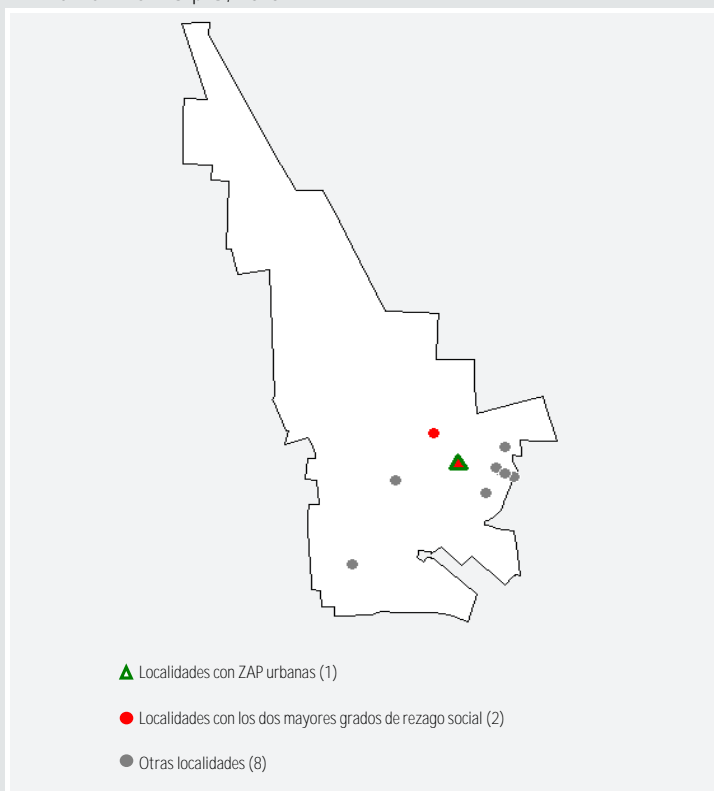 Localidades con ZAP urbanas (1)
Localidades con los dos mayores grados de rezago social (2)
Otras localidades (8)